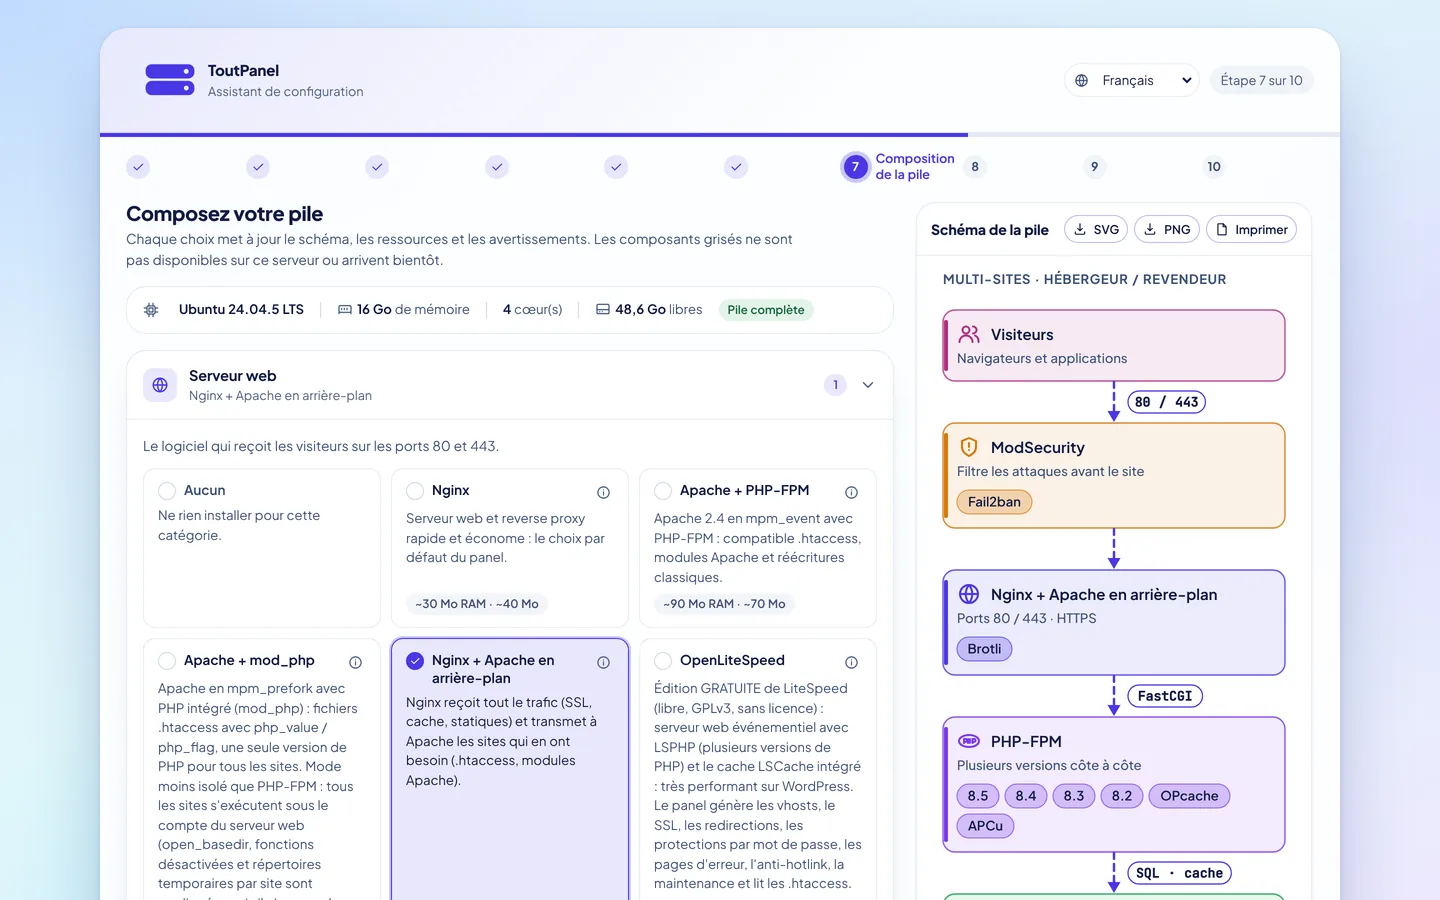 ToutPanel
Assistant de configuration
Français
Étape 7 sur 10
7
Composition
de la pile
8
9
10
Composez votre pile
Chaque choix met à jour le schéma, les ressources et les avertissements. Les composants grisés ne sont
pas disponibles sur ce serveur ou arrivent bientôt.
Ubuntu 24.04.5 LTS
16 Go de mémoire
4 cœur(s)
48,6 Go libres
Pile complète
Serveur web
Nginx + Apache en arrière-plan
1
Le logiciel qui reçoit les visiteurs sur les ports 80 et 443.
Aucun
Ne rien installer pour cette
catégorie.
Nginx
Serveur web et reverse proxy
rapide et économe : le choix par
défaut du panel.
~30 Mo RAM · ~40 Mo
Apache + PHP-FPM
Apache 2.4 en mpm_event avec
PHP-FPM : compatible .htaccess,
modules Apache et réécritures
classiques.
~90 Mo RAM · ~70 Mo
Apache + mod_php
Apache en mpm_prefork avec
PHP intégré (mod_php) : fichiers
.htaccess avec php_value /
php_flag, une seule version de
PHP pour tous les sites. Mode
moins isolé que PHP-FPM : tous
les sites s'exécutent sous le
compte du serveur web
(open_basedir, fonctions
désactivées et répertoires
temporaires par site sont
Nginx + Apache en
arrière-plan
Nginx reçoit tout le trafic (SSL,
cache, statiques) et transmet à
Apache les sites qui en ont
besoin (.htaccess, modules
Apache).
OpenLiteSpeed
Édition GRATUITE de LiteSpeed
(libre, GPLv3, sans licence) :
serveur web événementiel avec
LSPHP (plusieurs versions de
PHP) et le cache LSCache intégré
: très performant sur WordPress.
Le panel génère les vhosts, le
SSL, les redirections, les
protections par mot de passe, les
pages d'erreur, l'anti-hotlink, la
maintenance et lit les .htaccess.
Schéma de la pile
SVG
PNG
Imprimer
MULTI-SITES · HÉBERGEUR / REVENDEUR
Visiteurs
Navigateurs et applications
80 / 443
ModSecurity
Filtre les attaques avant le site
Fail2ban
Nginx + Apache en arrière-plan
Ports 80 / 443 · HTTPS
Brotli
FastCGI
PHP-FPM
Plusieurs versions côte à côte
8.5
8.4
8.3
8.2
OPcache
APCu
SQL · cache